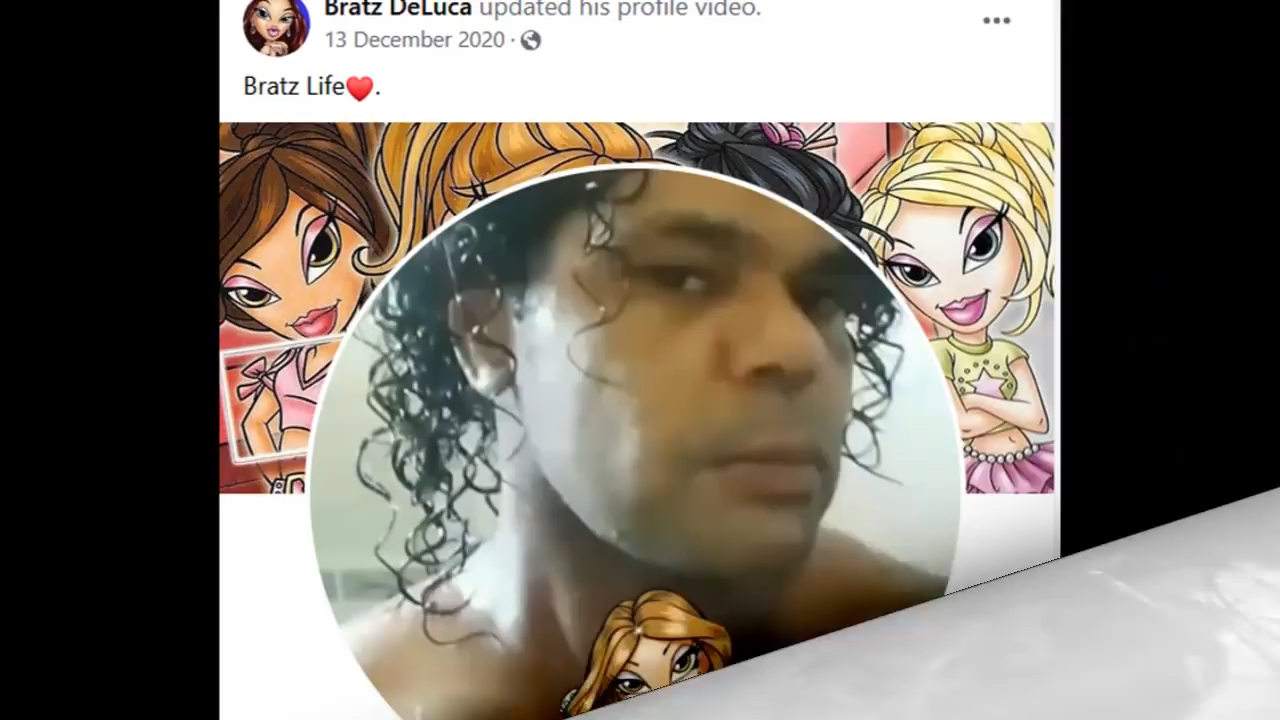 Bratz DeLuca updated his profile video.
13 December 2020 ·
Bratz Life❤️.